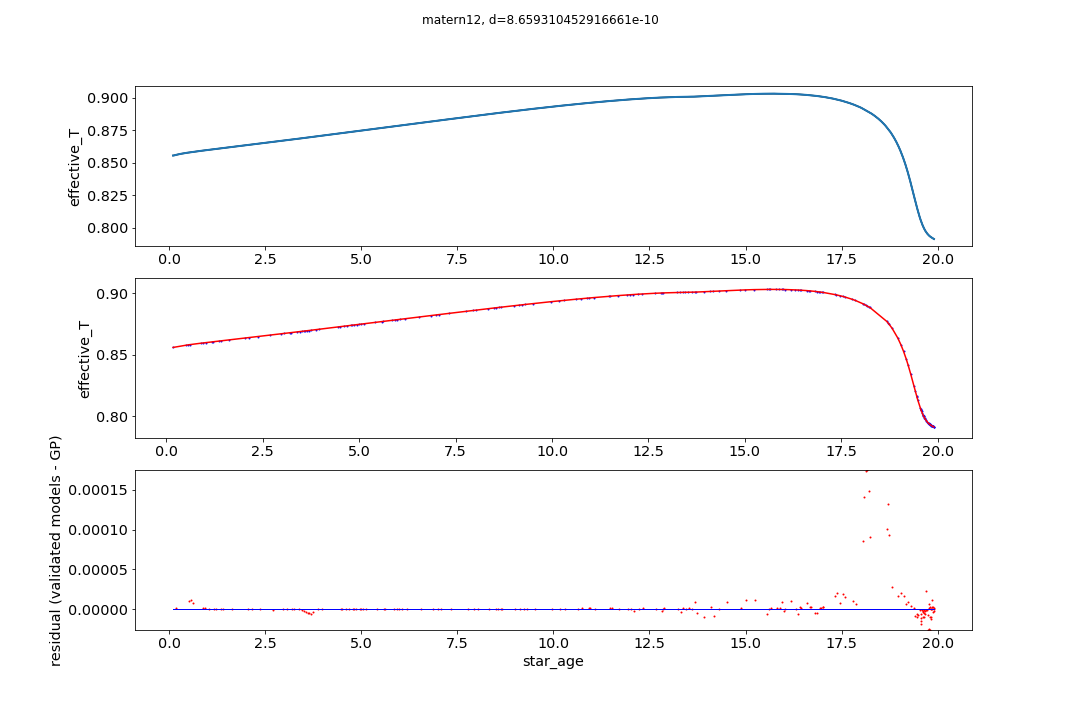 matern12, d=8.659310452916661e-10
0.900
0.875
0.850
0.825
0.800
effective_T
0.0 2.5 5.0 7.5 10.0 12.5 15.0 17.5 20.0
0.90
0.85
0.80
effective_T
0.0 2.5 5.0 7.5 10.0 12.5 15.0 17.5 20.0
0.00015
0.00010
0.00005
0.00000
residual (validated models - GP)
0.0 2.5 5.0 7.5 10.0 12.5 15.0 17.5 20.0
star_age